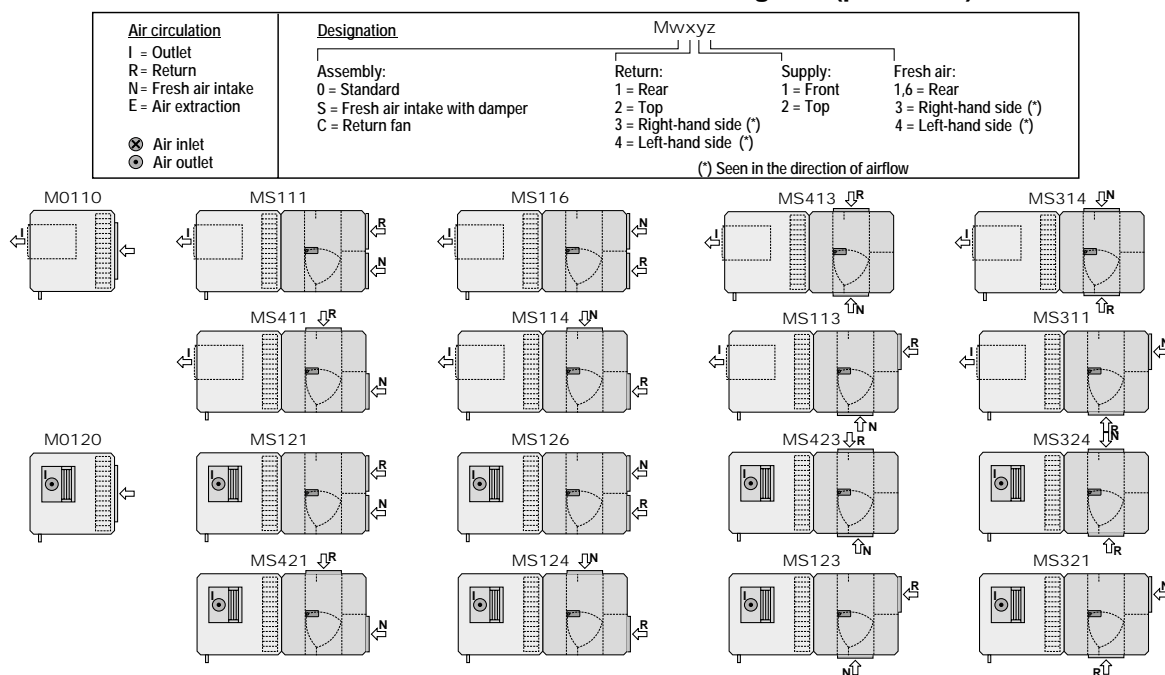 Air circulation
I = Outlet
R = Return
N = Fresh air intake
E = Air extraction
Air inlet
Air outlet
Designation
Mwxyz
Assembly:
0 = Standard
S = Fresh air intake with damper
C = Return fan
Return:
1 = Rear
2 = Top
3 = Right-hand side (*)
4 = Left-hand side (*)
Supply:
1 = Front
2 = Top
Fresh air:
1,6 = Rear
3 = Right-hand side (*)
4 = Left-hand side (*)
(*) Seen in the direction of airflow
M0110
I
MS111
I
R
N
MS116
I
N
R
MS413
R
I
N
MS314
N
I
R
MS411
R
I
N
MS114
N
I
R
MS113
I
R
N
MS311
I
N
R
M0120
I
MS121
I
R
N
MS126
I
N
R
MS423
R
I
N
MS324
N
I
R
MS421
R
I
N
MS124
N
I
R
MS123
I
R
N
MS321
I
N
R